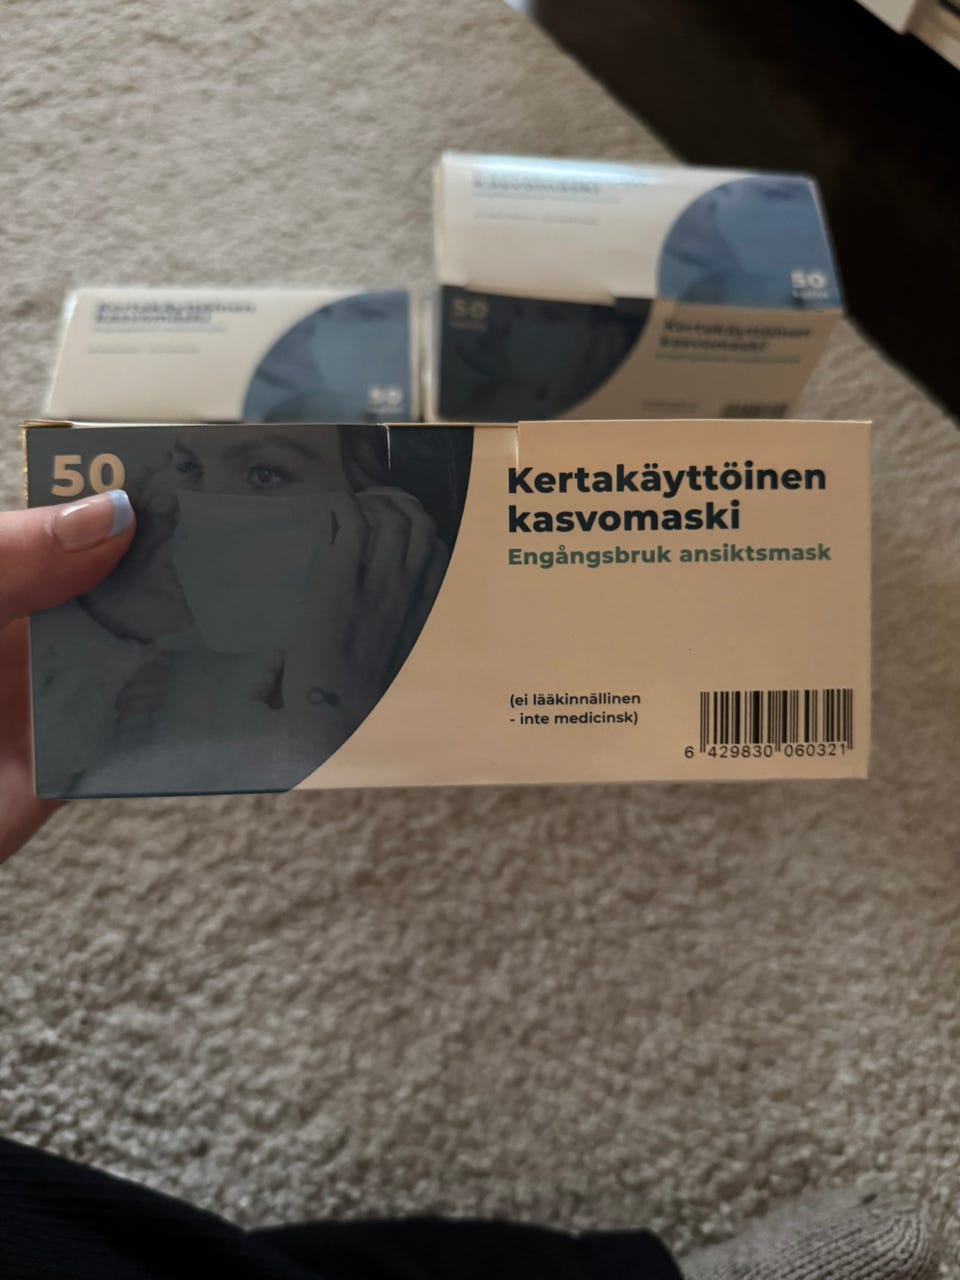 kasvomaski
50
50
Kertakäyttöinen
kasvomaski
Kertakäyttöinen
kasvomaski
50
50
Kertakäyttöinen
kasvomaski
Engångsbruk ansiktsmask
(ei lääkinnällinen
- inte medicinsk)
6 429830 060321